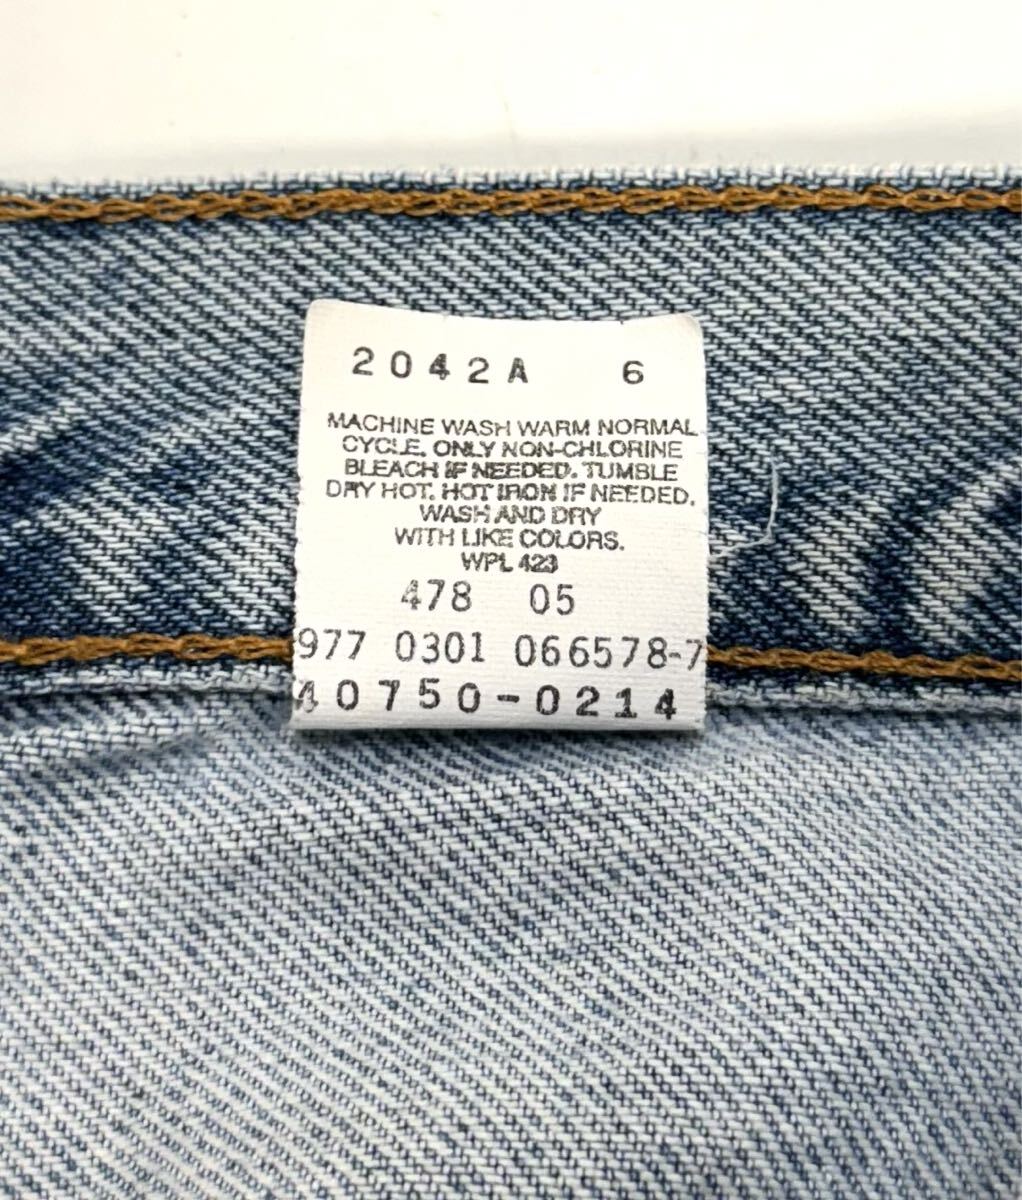 2042A 6
MACHINE WASH WARM NORMAL
CYCLE. ONLY NON-CHLORINE
BLEACH IF NEEDED. TUMBLE
DRY HOT. HOT IRON IF NEEDED.
WASH AND DRY
WITH LIKE COLORS.
WPL 423
478 05
977 0301 066578-7
40750-0214